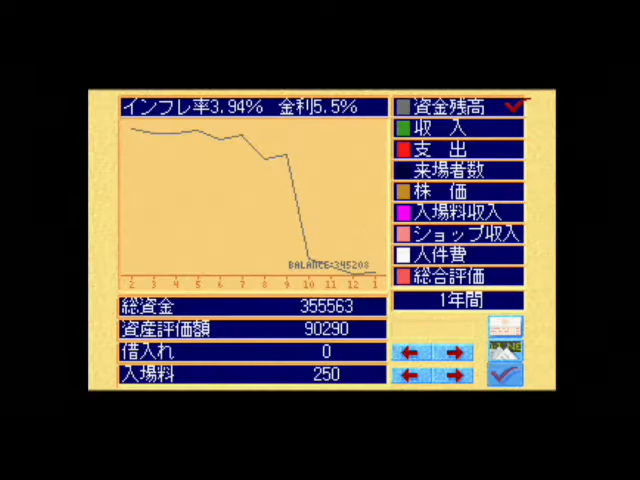 インフレ率3.94% 金利5.5%
資金残高
収 入
支 出
来場者数
株 価
入場料収入
ショップ収入
人件費
総合評価
1年間
BALANCE:345208
2 3 4 5 6 7 8 9 10 11 12 1
総資金 355563
資産評価額 90290
借入れ 0
入場料 250